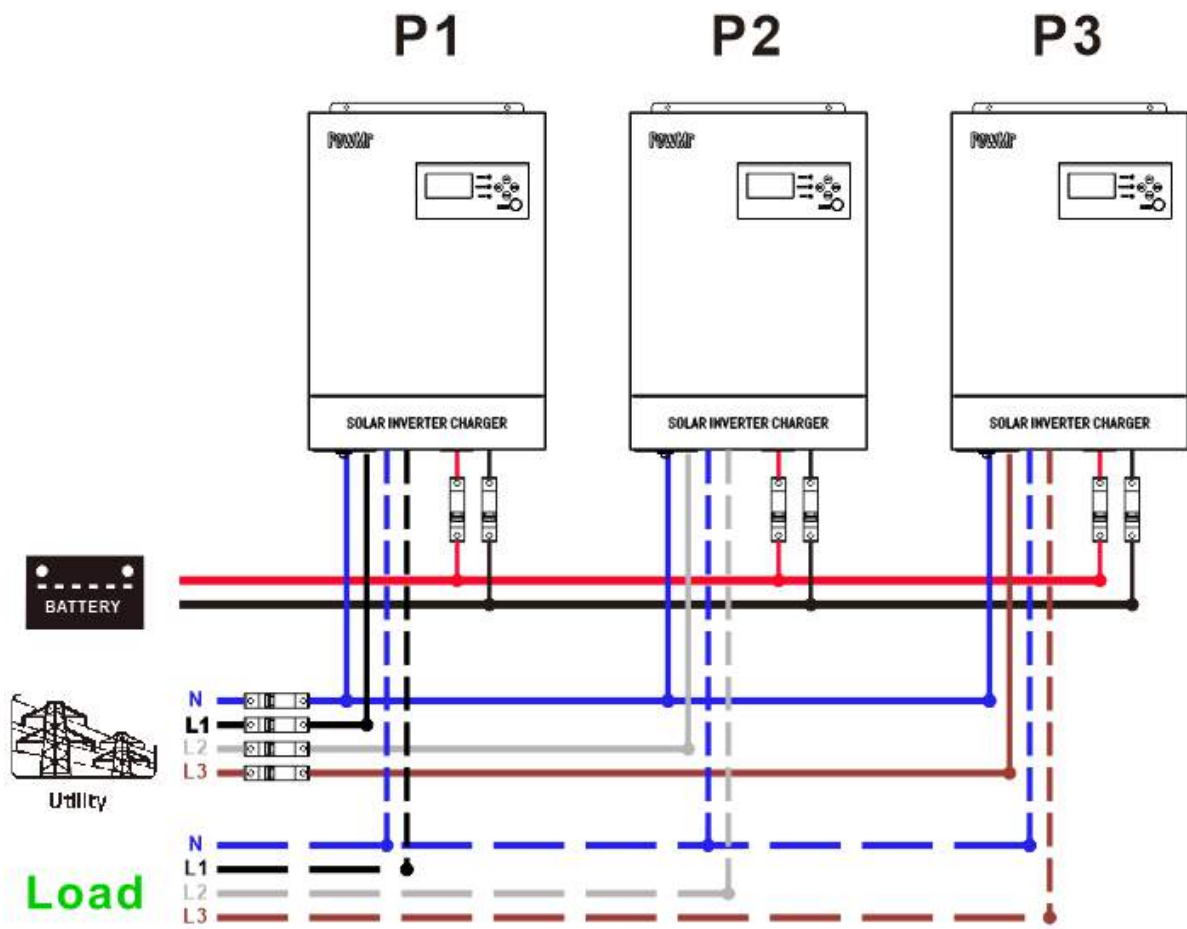 P1 P2 P3
PowMr PowMr PowMr
SOLAR INVERTER CHARGER SOLAR INVERTER CHARGER SOLAR INVERTER CHARGER
BATTERY
N
L1
L2
L3
Utility
N
L1
L2
L3
Load